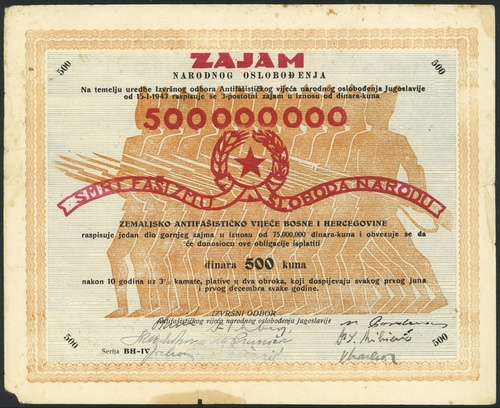 ZAJAM
NARODNOG OSLOBOĐENJA
500 500
Na temelju uredbe Izvršnog odbora Antifašističkog vijeća narodnog oslobođenja Jugoslavije
od 15-I-1943 raspisuje se 3-postotni zajam u iznosu od dinara-kuna
500000000
SMRT FAŠIZMU SLOBODA NARODU
ZEMALJSKO ANTIFAŠISTIČKO VIJEĆE BOSNE I HERCEGOVINE
raspisuje jedan dio gornjeg zajma u iznosu od 75,000,000 dinara-kuna i obvezuje se da
će donosiocu ove obligacije isplatiti
dinara 500 kuna
nakon 10 godina uz 3% kamate, plative u dva obroka, koji dospijevaju svakog prvog juna
i prvog decembra svake godine.
IZVRSNI ODBOR
Antifašističkog vijeća narodnog oslobođenja Jugoslavije
500 500
Serija BH-IV